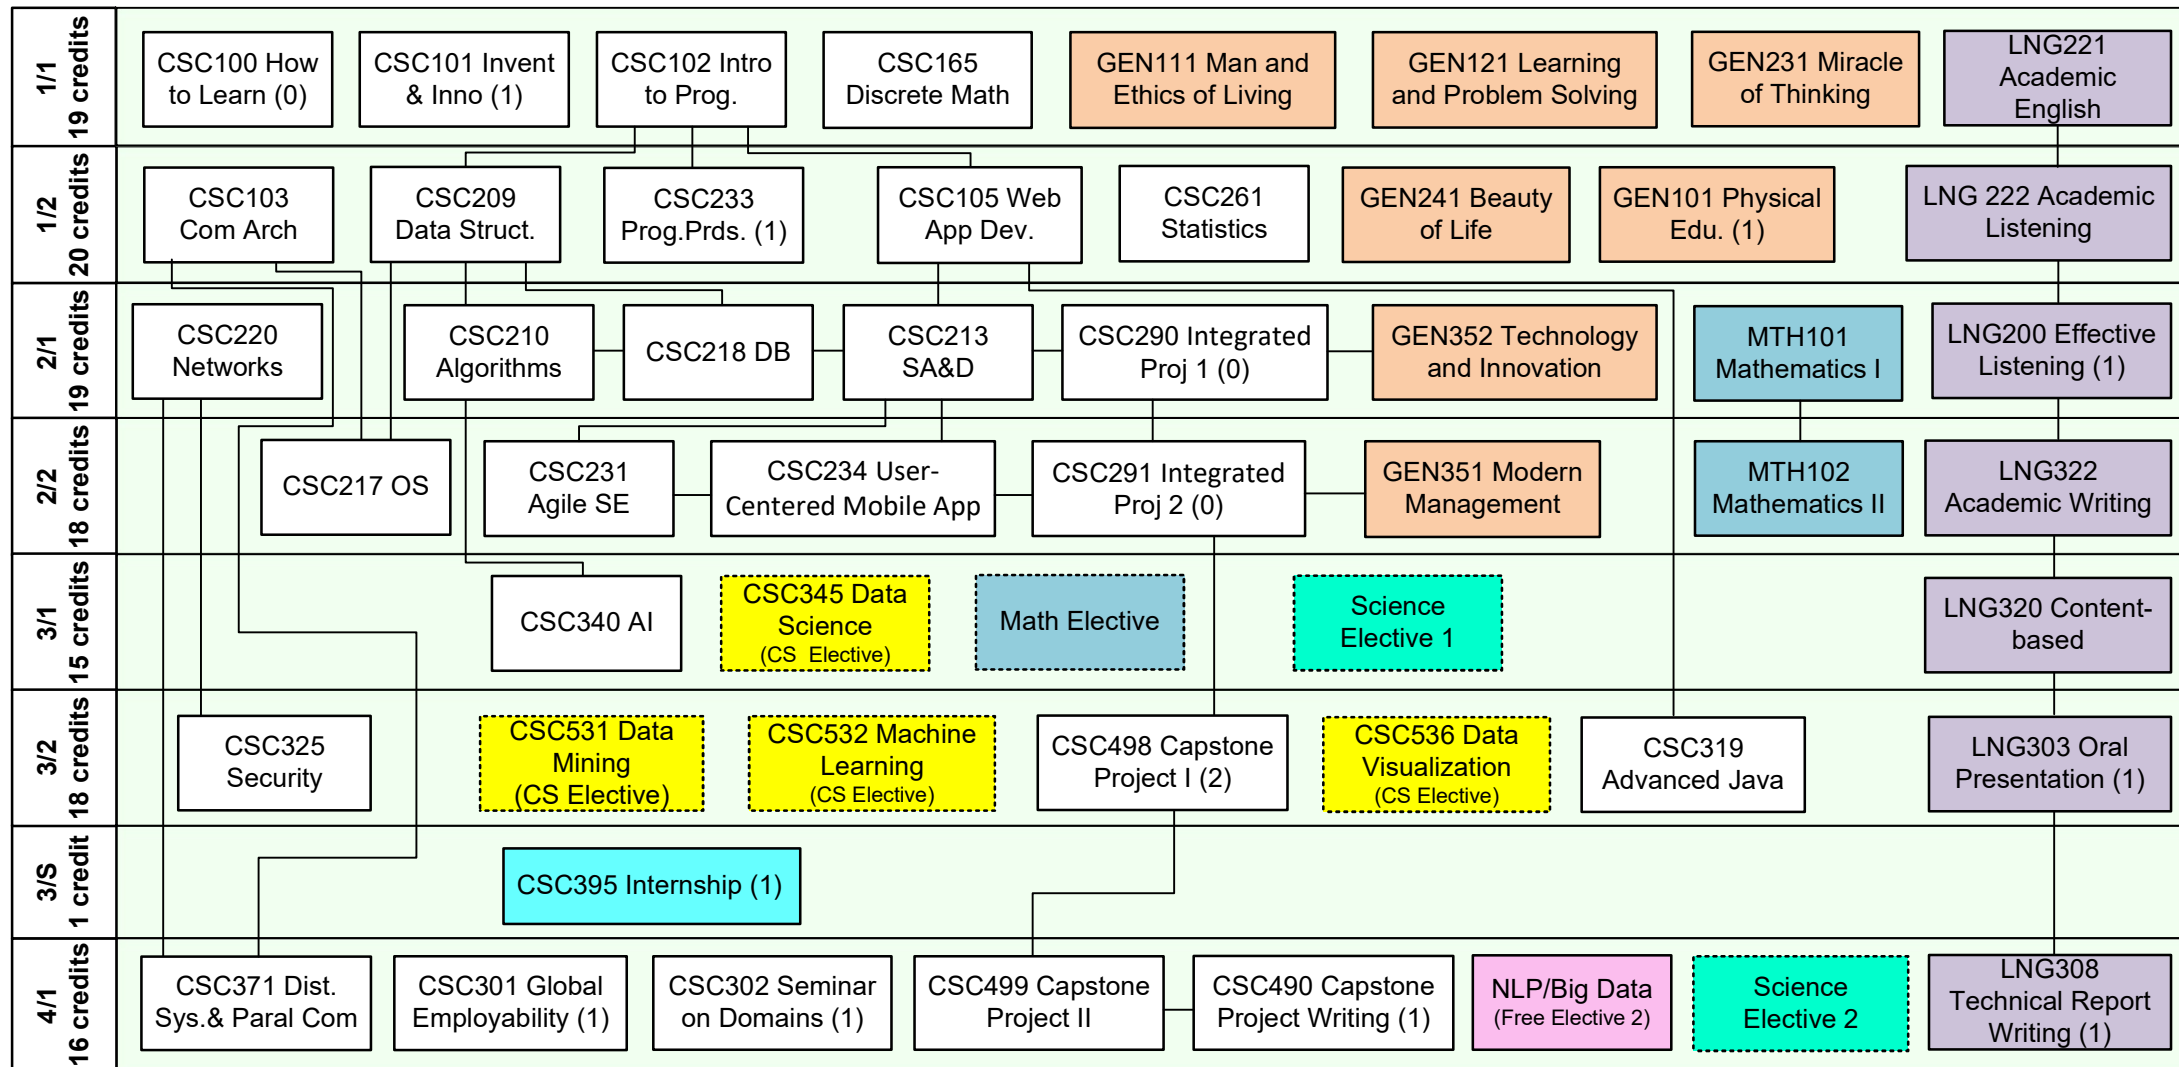 1/1
19 credits
CSC100 How
to Learn (0)
CSC101 Invent
& Inno (1)
CSC102 Intro
to Prog.
CSC165
Discrete Math
GEN111 Man and
Ethics of Living
GEN121 Learning
and Problem Solving
GEN231 Miracle
of Thinking
LNG221
Academic
English
1/2
20 credits
CSC103
Com Arch
CSC209
Data Struct.
CSC233
Prog.Prds. (1)
CSC105 Web
App Dev.
CSC261
Statistics
GEN241 Beauty
of Life
GEN101 Physical
Edu. (1)
LNG 222 Academic
Listening
2/1
19 credits
CSC220
Networks
CSC210
Algorithms
CSC218 DB
CSC213
SA&D
CSC290 Integrated
Proj 1 (0)
GEN352 Technology
and Innovation
MTH101
Mathematics I
LNG200 Effective
Listening (1)
2/2
18 credits
CSC217 OS
CSC231
Agile SE
CSC234 User-
Centered Mobile App
CSC291 Integrated
Proj 2 (0)
GEN351 Modern
Management
MTH102
Mathematics II
LNG322
Academic Writing
3/1
15 credits
CSC340 AI
CSC345 Data
Science
(CS Elective)
Math Elective
Science
Elective 1
LNG320 Content-
based
3/2
18 credits
CSC325
Security
CSC531 Data
Mining
(CS Elective)
CSC532 Machine
Learning
(CS Elective)
CSC498 Capstone
Project I (2)
CSC536 Data
Visualization
(CS Elective)
CSC319
Advanced Java
LNG303 Oral
Presentation (1)
3/S
1 credit
CSC395 Internship (1)
4/1
16 credits
CSC371 Dist.
Sys.& Paral Com
CSC301 Global
Employability (1)
CSC302 Seminar
on Domains (1)
CSC499 Capstone
Project II
CSC490 Capstone
Project Writing (1)
NLP/Big Data
(Free Elective 2)
Science
Elective 2
LNG308
Technical Report
Writing (1)